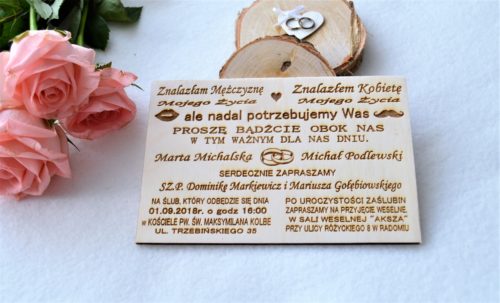 Znalazłam Mężczyznę
Mojego Życia
Znalazłem Kobietę
Mojego Życia
ale nadal potrzebujemy Was
PROSZĘ BĄDŹCIE OBOK NAS
W TYM WAŻNYM DLA NAS DNIU.
Marta Michalska
Michał Podlewski
SERDECZNIE ZAPRASZAMY
SZ.P. Dominikę Markiewicz i Mariusza Gołębiowskiego
NA ŚLUB, KTÓRY ODBĘDZIE SIĘ DNIA
01.09.2018r. o godz 16:00
w KOŚCIELE PW. ŚW. MAKSYMILIANA KOLBE
UL. TRZEBIŃSKIEGO 35
PO UROCZYSTOŚCI ZAŚLUBIN
ZAPRASZAMY NA PRZYJĘCIE WESELNE,
W SALI WESELNEJ "AKSZA"
PRZY ULICY RÓŻYCKIEGO 8 W RADOMIU